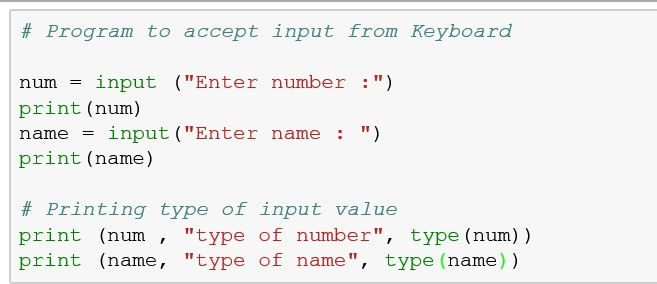 # Program to accept input from Keyboard
num = input ("Enter number :")
print(num)
name = input("Enter name : ")
print(name)
# Printing type of input value
print (num , "type of number", type(num))
print (name, "type of name", type(name))